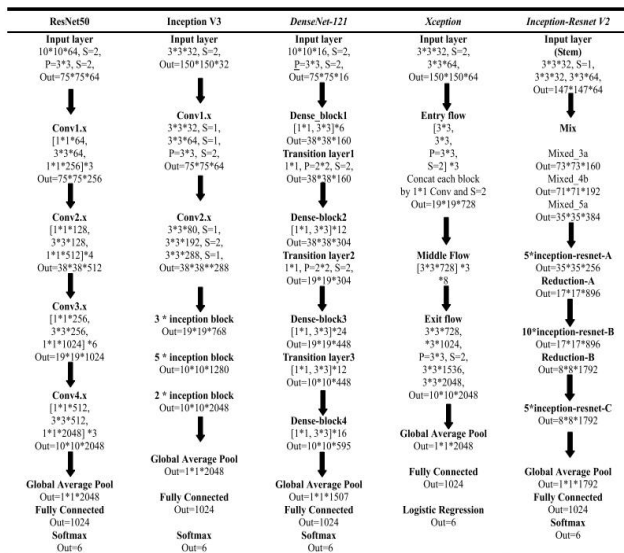 ResNet50
Input layer
10*10*64, S=2,
P=3*3, S=2,
Out=75*75*64
Conv1.x
[1*1*64,
3*3*64,
1*1*256]*3
Out=75*75*256
Conv2.x
[1*1*128,
3*3*128,
1*1*512]*4
Out=38*38*512
Conv3.x
[1*1*256,
3*3*256,
1*1*1024] *6
Out=19*19*1024
Conv4.x
[1*1*512,
3*3*512,
1*1*2048] *3
Out=10*10*2048
Global Average Pool
Out=1*1*2048
Fully Connected
Out=1024
Softmax
Out=6
Inception V3
Input layer
3*3*32, S=2,
Out=150*150*32
Conv1.x
3*3*32, S=1,
3*3*64, S=1,
P=3*3, S=2,
Out=75*75*64
Conv2.x
3*3*80, S=1,
3*3*192, S=2,
3*3*288, S=1,
Out=38*38**288
3 * inception block
Out=19*19*768
5 * inception block
Out=10*10*1280
2 * inception block
Out=10*10*2048
Global Average Pool
Out=1*1*2048
Fully Connected
Out=1024
Softmax
Out=6
DenseNet-121
Input layer
10*10*16, S=2,
P=3*3, S=2,
Out=75*75*16
Dense_block1
[1*1, 3*3]*6
Out=38*38*160
Transition layer1
1*1, P=2*2, S=2,
Out=38*38*160
Dense-block2
[1*1, 3*3]*12
Out=38*38*304
Transition layer2
1*1, P=2*2, S=2,
Out=19*19*304
Dense-block3
[1*1, 3*3]*24
Out=19*19*448
Transition layer3
[1*1, 3*3]*12
Out=10*10*448
Dense-block4
[1*1, 3*3]*16
Out=10*10*595
Global Average Pool
Out=1*1*1507
Fully Connected
Out=1024
Softmax
Out=6
Xception
Input layer
3*3*32, S=2,
3*3*64,
Out=150*150*64
Entry flow
[3*3,
3*3,
P=3*3,
S=2] *3
Concat each block
by 1*1 Conv and S=2
Out=19*19*728
Middle Flow
[3*3*728] *3
*8
Exit flow
3*3*728,
*3*1024,
P=3*3, S=2,
3*3*1536,
3*3*2048,
Out=10*10*2048
Global Average Pool
Out=1*1*2048
Fully Connected
Out=1024
Logistic Regression
Out=6
Inception-Resnet V2
Input layer
(Stem)
3*3*32, S=1,
3*3*32, 3*3*64,
Out=147*147*64
Mix
Mixed_3a
Out=73*73*160
Mixed_4b
Out=71*71*192
Mixed_5a
Out=35*35*384
5*inception-resnet-A
Out=35*35*256
Reduction-A
Out=17*17*896
10*inception-resnet-B
Out=17*17*896
Reduction-B
Out=8*8*1792
5*inception-resnet-C
Out=8*8*1792
Global Average Pool
Out=1*1*1792
Fully Connected
Out=1024
Softmax
Out=6